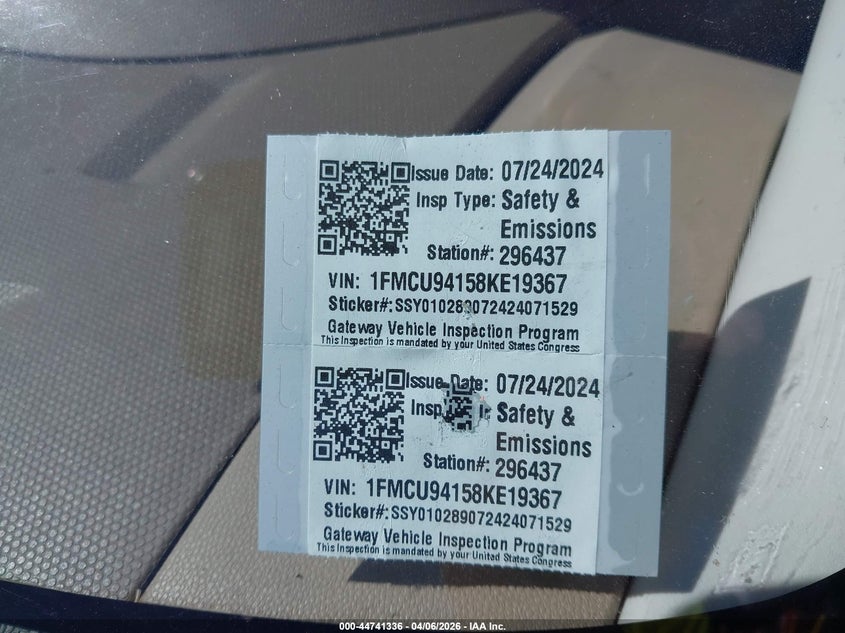 Issue Date: 07/24/2024
Insp Type: Safety &
Emissions
Station#: 296437
VIN: 1FMCU94158KE19367
Sticker#: SSY010289072424071529
Gateway Vehicle Inspection Program
This Inspection is mandated by your United States Congress
Issue Date: 07/24/2024
Insp Safety &
Emissions
Station#: 296437
VIN: 1FMCU94158KE19367
Sticker#: SSY010289072424071529
Gateway Vehicle Inspection Program
This Inspection is mandated by your United States Congress
000-44741336 - 04/06/2026 - IAA Inc.